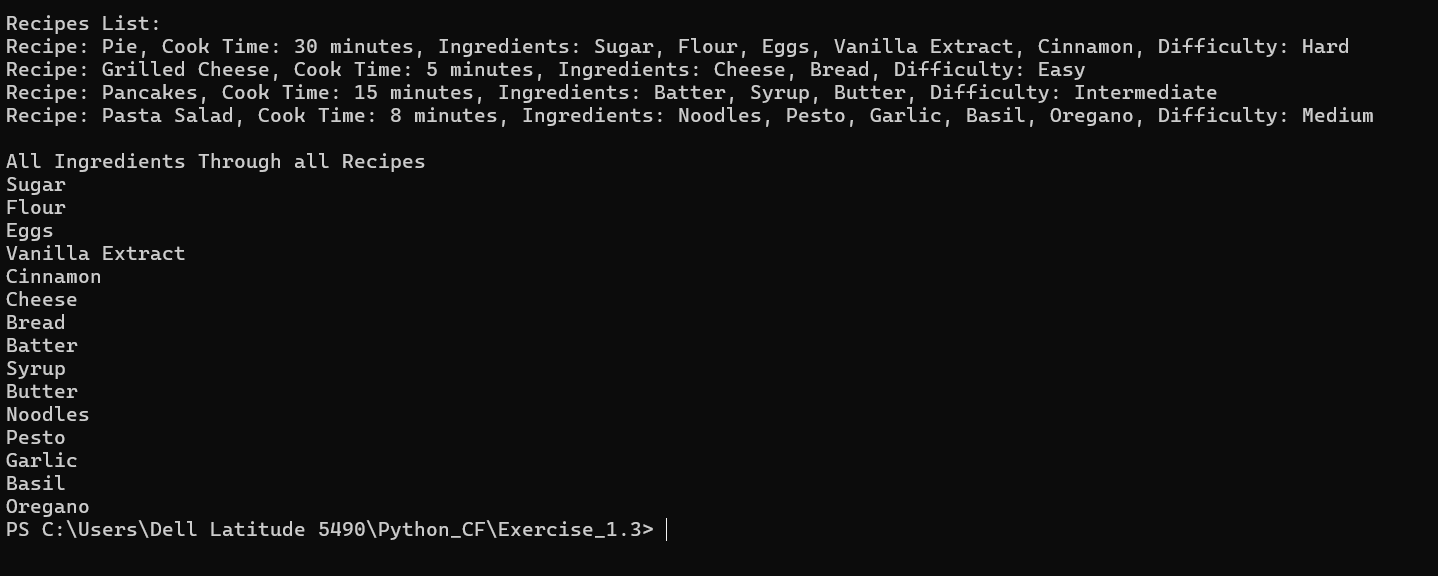 Recipes List:
Recipe: Pie, Cook Time: 30 minutes, Ingredients: Sugar, Flour, Eggs, Vanilla Extract, Cinnamon, Difficulty: Hard
Recipe: Grilled Cheese, Cook Time: 5 minutes, Ingredients: Cheese, Bread, Difficulty: Easy
Recipe: Pancakes, Cook Time: 15 minutes, Ingredients: Batter, Syrup, Butter, Difficulty: Intermediate
Recipe: Pasta Salad, Cook Time: 8 minutes, Ingredients: Noodles, Pesto, Garlic, Basil, Oregano, Difficulty: Medium
All Ingredients Through all Recipes
Sugar
Flour
Eggs
Vanilla Extract
Cinnamon
Cheese
Bread
Batter
Syrup
Butter
Noodles
Pesto
Garlic
Basil
Oregano
PS C:\Users\Dell Latitude 5490\Python_CF\Exercise_1.3>